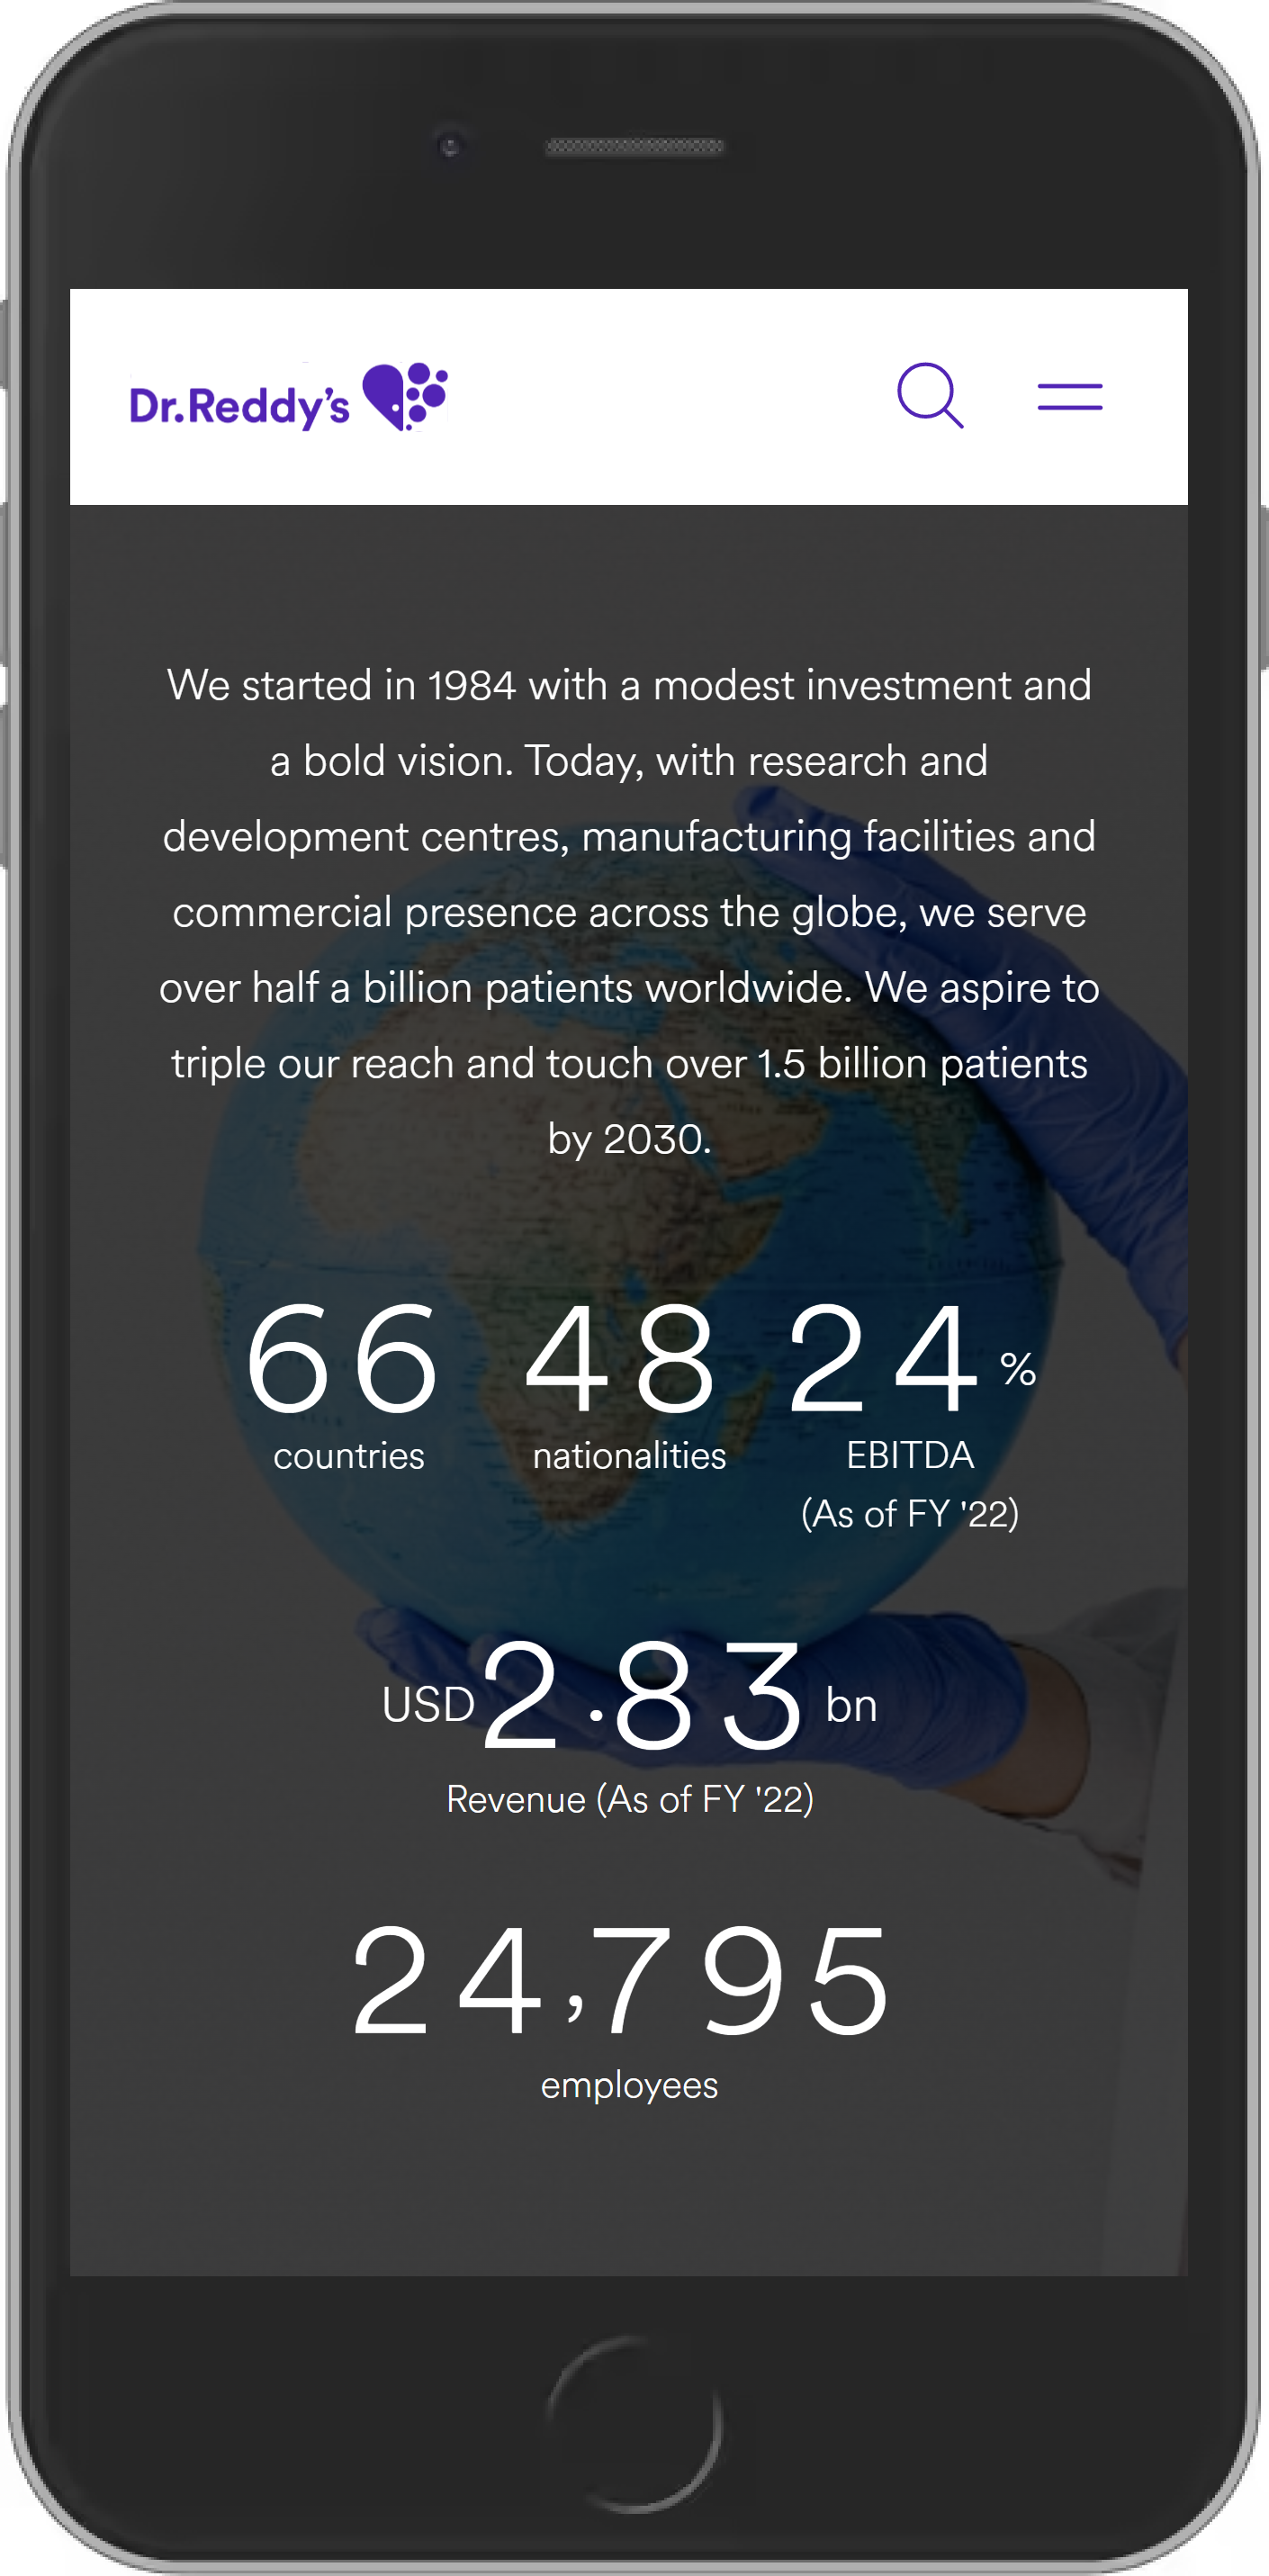 Dr.Reddy's
We started in 1984 with a modest investment and
a bold vision. Today, with research and
development centres, manufacturing facilities and
commercial presence across the globe, we serve
over half a billion patients worldwide. We aspire to
triple our reach and touch over 1.5 billion patients
by 2030.
66 48 24 %
countries nationalities EBITDA
(As of FY '22)
USD 2.83 bn
Revenue (As of FY '22)
24,795
employees